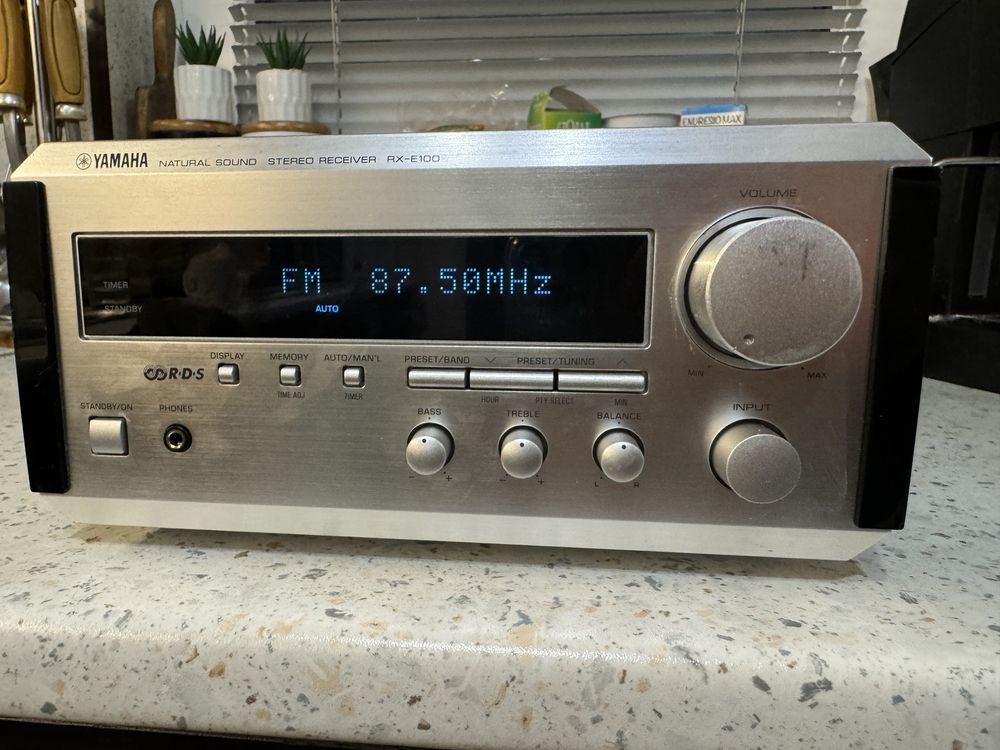 ENURESIO MAX
YAMAHA NATURAL SOUND STEREO RECEIVER RX-E100
VOLUME
FM 87.50MHz
TIMER
STANDBY
AUTO
MIN MAX
DISPLAY MEMORY AUTO/MAN'L PRESET/BAND PRESET/TUNING
R·D·S
TIME ADJ TIMER HOUR PTY SELECT MIN
STANDBY/ON PHONES BASS TREBLE BALANCE INPUT
- + - + L R